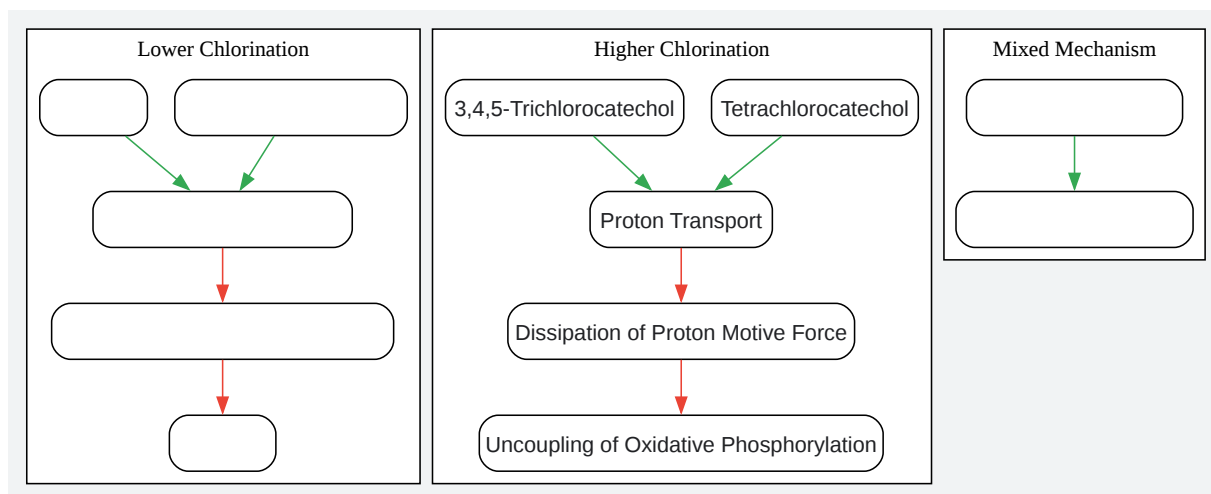 Lower Chlorination
Higher Chlorination
3,4,5-Trichlorocatechol
Tetrachlorocatechol
Proton Transport
Dissipation of Proton Motive Force
Uncoupling of Oxidative Phosphorylation
Mixed Mechanism